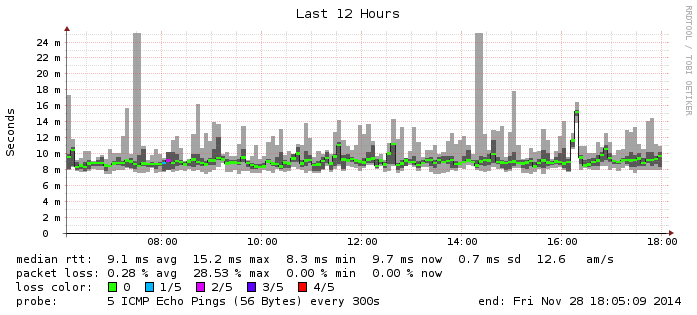 Last 12 Hours
RRDTOOL / TOBI OETIKER
Seconds
24 m
22 m
20 m
18 m
16 m
14 m
12 m
10 m
8 m
6 m
4 m
2 m
0
08:00 10:00 12:00 14:00 16:00 18:00
median rtt: 9.1 ms avg 15.2 ms max 8.3 ms min 9.7 ms now 0.7 ms sd 12.6 am/s
packet loss: 0.28 % avg 28.53 % max 0.00 % min 0.00 % now
loss color: 0 1/5 2/5 3/5 4/5
probe: 5 ICMP Echo Pings (56 Bytes) every 300s end: Fri Nov 28 18:05:09 2014